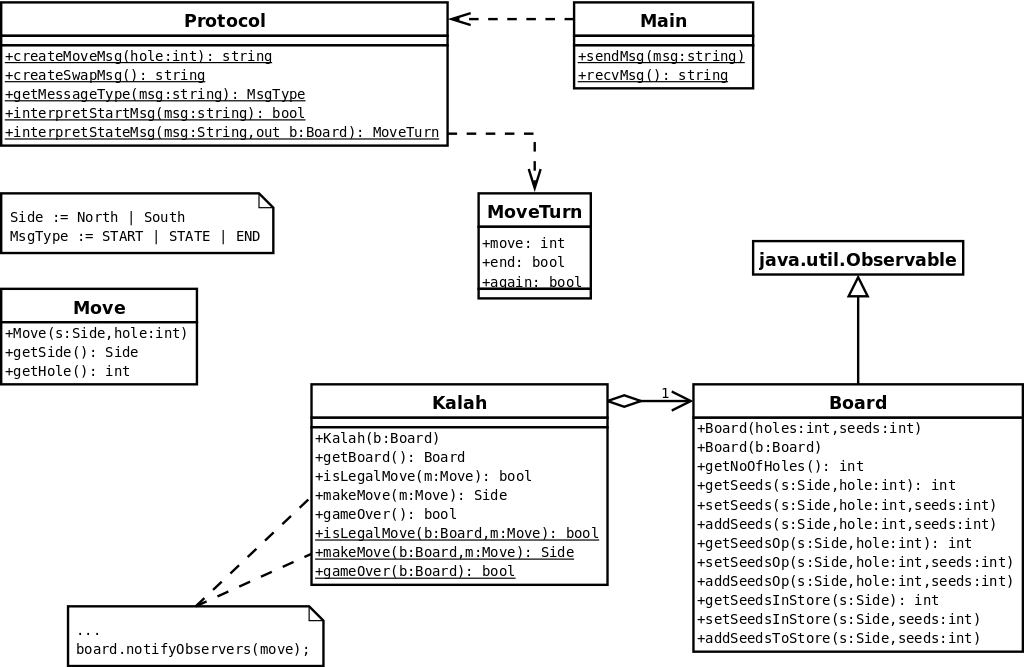 Protocol
+createMoveMsg(hole:int): string
+createSwapMsg(): string
+getMessageType(msg:string): MsgType
+interpretStartMsg(msg:string): bool
+interpretStateMsg(msg:String,out b:Board): MoveTurn
Main
+sendMsg(msg:string)
+recvMsg(): string
Side := North | South
MsgType := START | STATE | END
MoveTurn
+move: int
+end: bool
+again: bool
java.util.Observable
Move
+Move(s:Side,hole:int)
+getSide(): Side
+getHole(): int
Kalah
+Kalah(b:Board)
+getBoard(): Board
+isLegalMove(m:Move): bool
+makeMove(m:Move): Side
+gameOver(): bool
+isLegalMove(b:Board,m:Move): bool
+makeMove(b:Board,m:Move): Side
+gameOver(b:Board): bool
1
Board
+Board(holes:int,seeds:int)
+Board(b:Board)
+getNoOfHoles(): int
+getSeeds(s:Side,hole:int): int
+setSeeds(s:Side,hole:int,seeds:int)
+addSeeds(s:Side,hole:int,seeds:int)
+getSeedsOp(s:Side,hole:int): int
+setSeedsOp(s:Side,hole:int,seeds:int)
+addSeedsOp(s:Side,hole:int,seeds:int)
+getSeedsInStore(s:Side): int
+setSeedsInStore(s:Side,seeds:int)
+addSeedsToStore(s:Side,seeds:int)
...
board.notifyObservers(move);